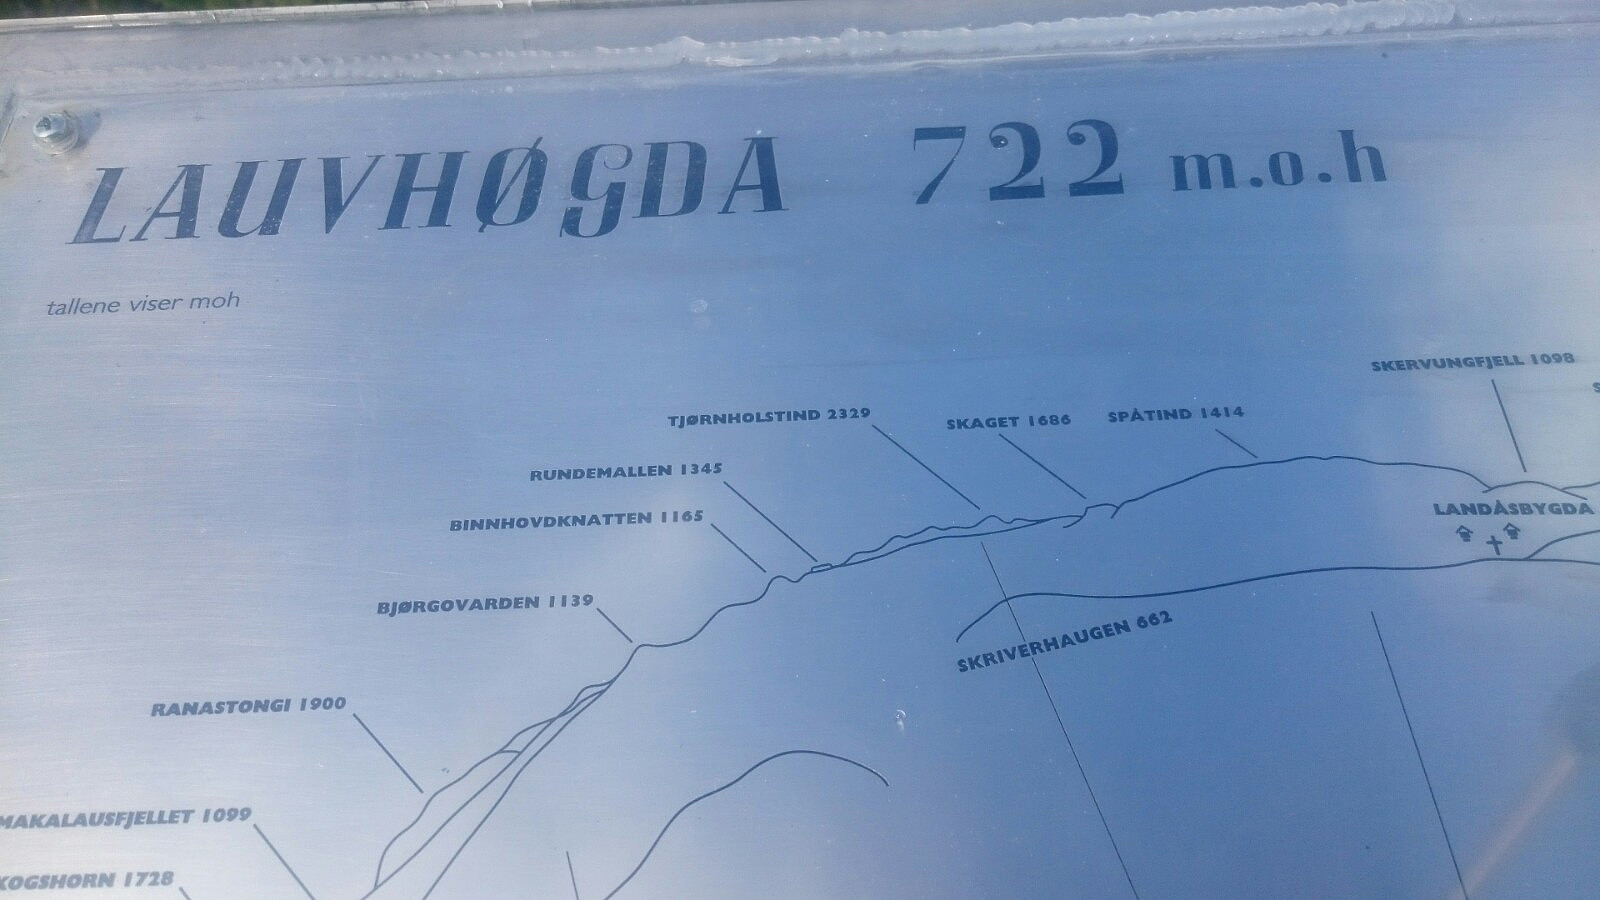 LAUVHØGDA 722 m.o.h
tallene viser moh
SKERVUNGFJELL 1098
TJØRNHOLSTIND 2329
SKAGET 1686
SPÅTIND 1414
RUNDEMALLEN 1345
BINNHOVDKNATTEN 1165
LANDÅSBYGDA
BJØRGOVARDEN 1139
SKRIVERHAUGEN 662
RANASTONGI 1900
MAKALAUSFJELLET 1099
KOGSHORN 1728